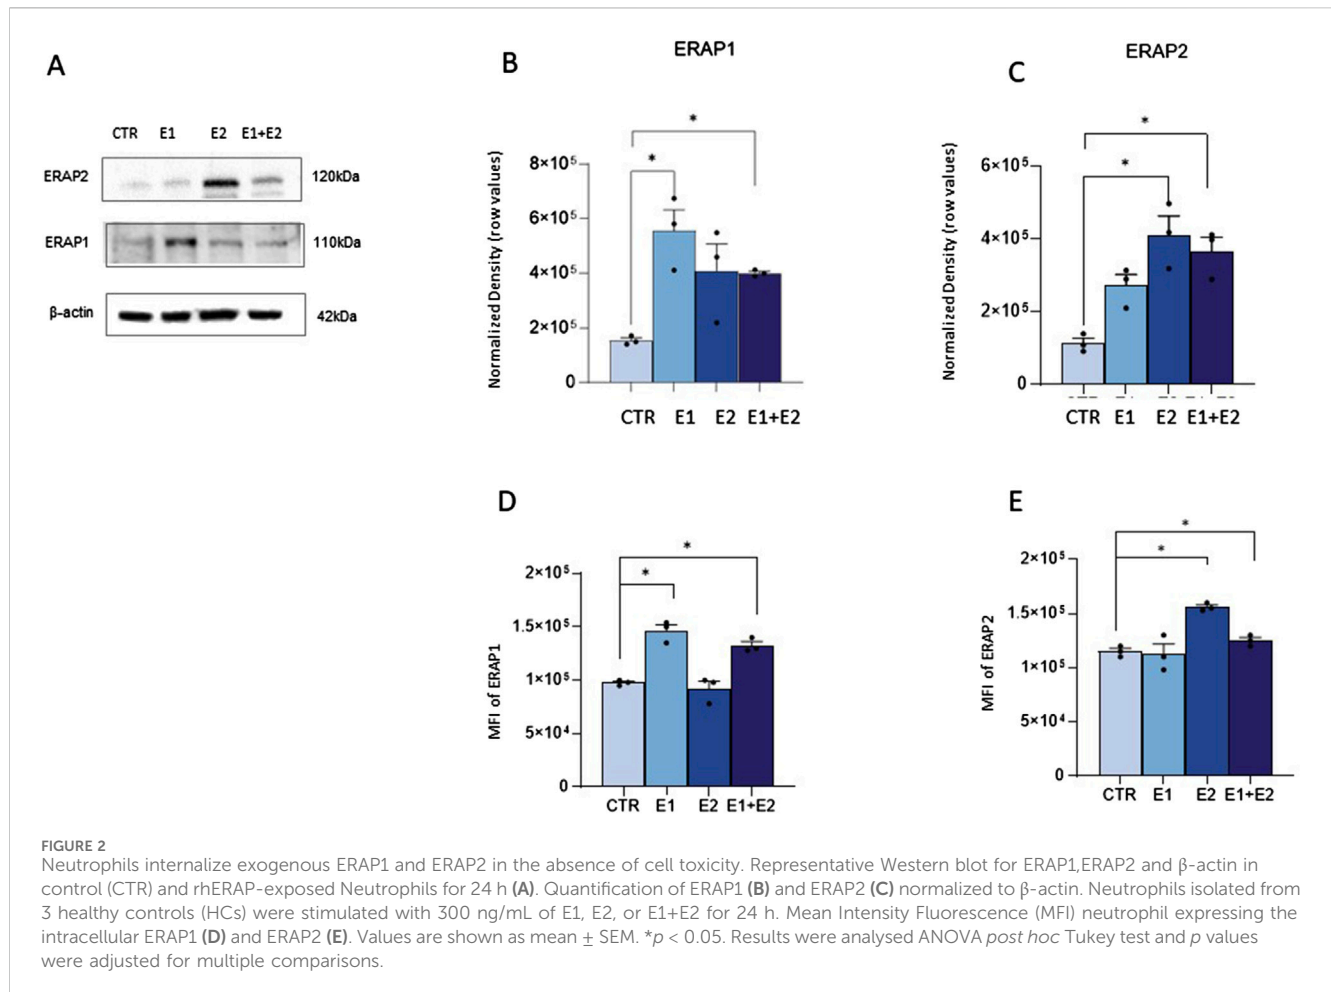 A
CTR E1 E2 E1+E2
ERAP2 120kDa
ERAP1 110kDa
β-actin 42kDa
B
ERAP1
Normalized Density (row values)
8×10⁵
6×10⁵
4×10⁵
2×10⁵
0
* *
CTR E1 E2 E1+E2
C
ERAP2
Normalized Density (row values)
6×10⁵
4×10⁵
2×10⁵
0
* *
CTR E1 E2 E1+E2
D
MFI of ERAP1
2×10⁵
1.5×10⁵
1×10⁵
5×10⁴
0
* *
CTR E1 E2 E1+E2
E
MFI of ERAP2
2×10⁵
1.5×10⁵
1×10⁵
5×10⁴
0
* *
CTR E1 E2 E1+E2
FIGURE 2
Neutrophils internalize exogenous ERAP1 and ERAP2 in the absence of cell toxicity. Representative Western blot for ERAP1,ERAP2 and β-actin in
control (CTR) and rhERAP-exposed Neutrophils for 24 h (A). Quantification of ERAP1 (B) and ERAP2 (C) normalized to β-actin. Neutrophils isolated from
3 healthy controls (HCs) were stimulated with 300 ng/mL of E1, E2, or E1+E2 for 24 h. Mean Intensity Fluorescence (MFI) neutrophil expressing the
intracellular ERAP1 (D) and ERAP2 (E). Values are shown as mean ± SEM. *p < 0.05. Results were analysed ANOVA post hoc Tukey test and p values
were adjusted for multiple comparisons.